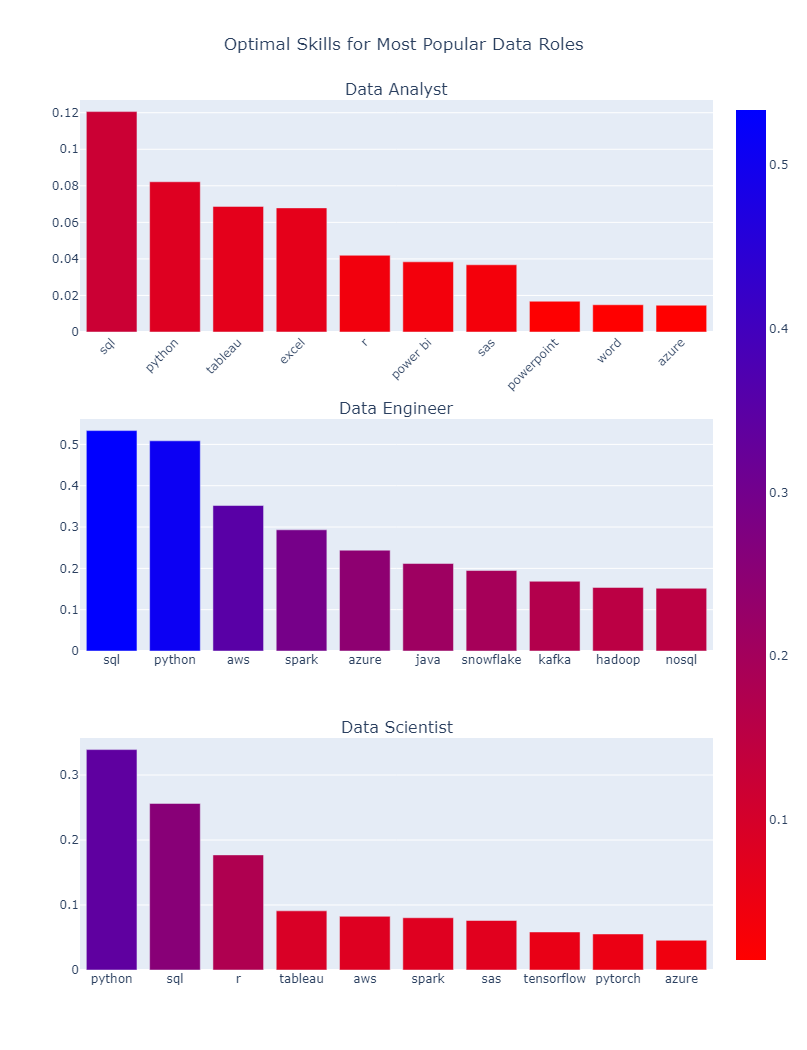 Optimal Skills for Most Popular Data Roles
Data Analyst
0.12
0.1
0.08
0.06
0.04
0.02
0
sql
python
tableau
excel
r
power bi
sas
powerpoint
word
azure
Data Engineer
0.5
0.4
0.3
0.2
0.1
0
sql
python
aws
spark
azure
java
snowflake
kafka
hadoop
nosql
Data Scientist
0.3
0.2
0.1
0
python
sql
r
tableau
aws
spark
sas
tensorflow
pytorch
azure
0.5
0.4
0.3
0.2
0.1